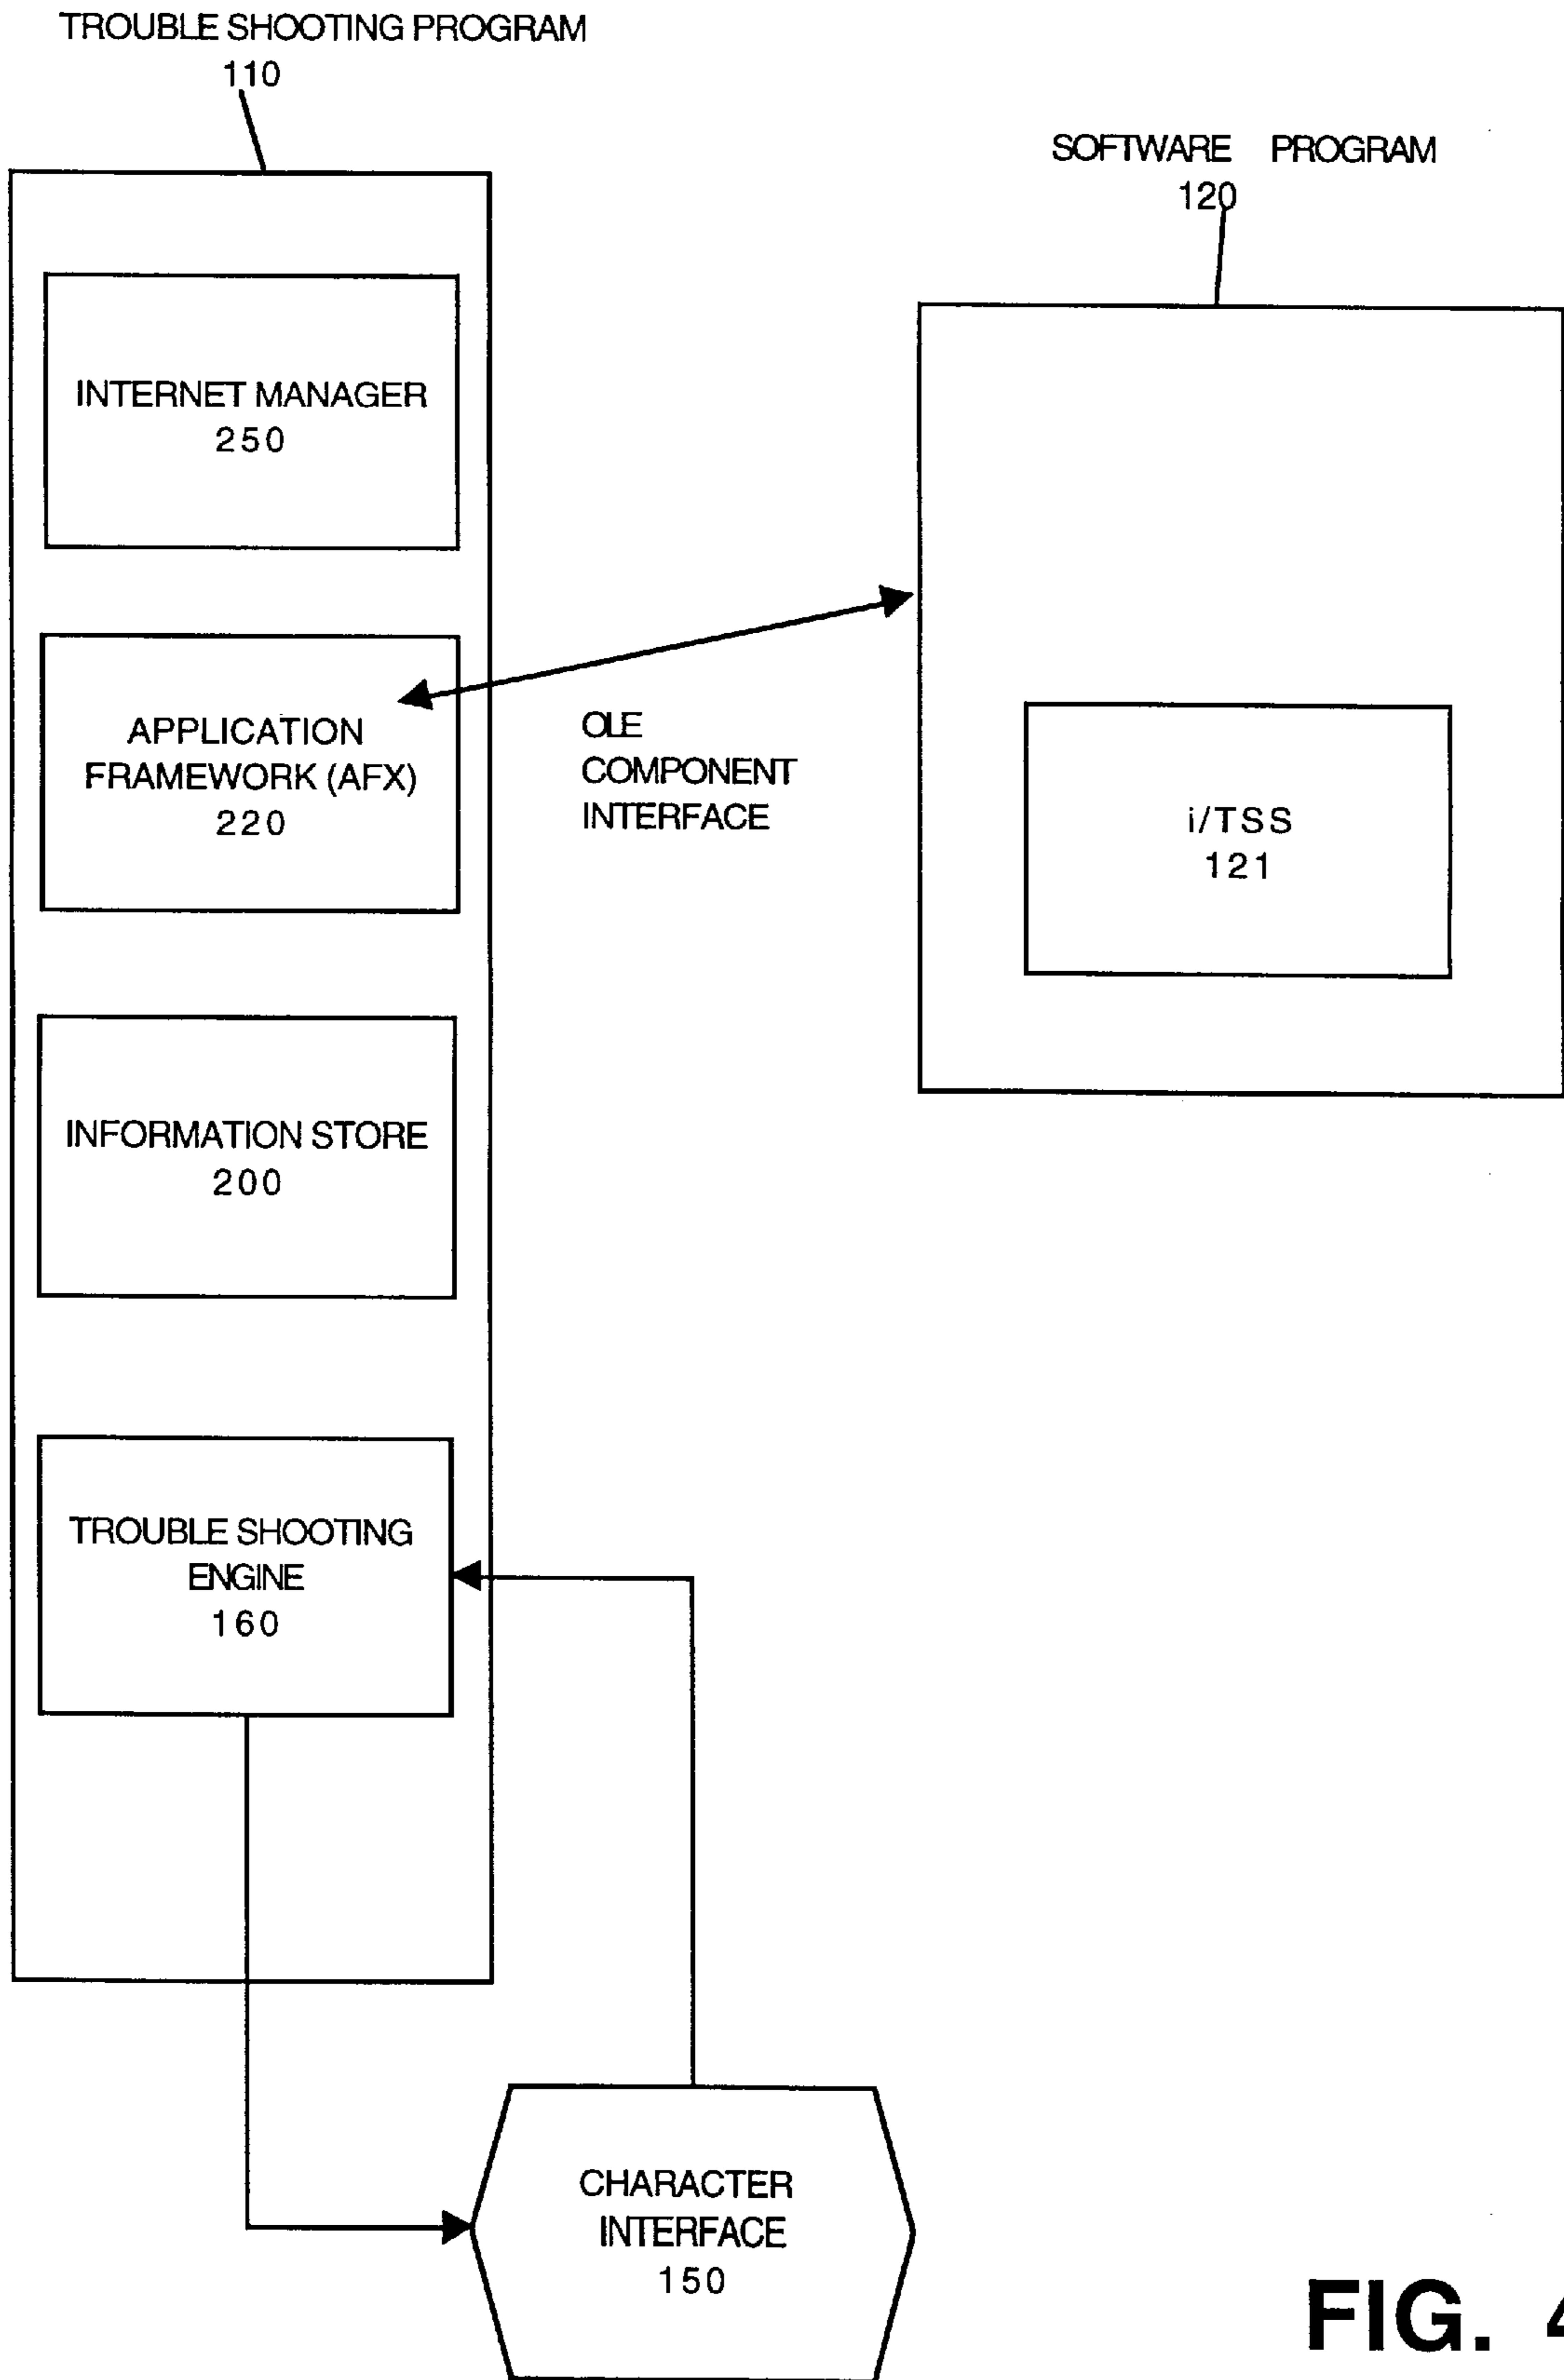 TROUBLE SHOOTING PROGRAM
110
SOFTWARE PROGRAM
120
INTERNET MANAGER
250
APPLICATION
FRAMEWORK (AFX)
220
OLE
COMPONENT
INTERFACE
i/TSS
121
INFORMATION STORE
200
TROUBLE SHOOTING
ENGINE
160
CHARACTER
INTERFACE
150
FIG. 4